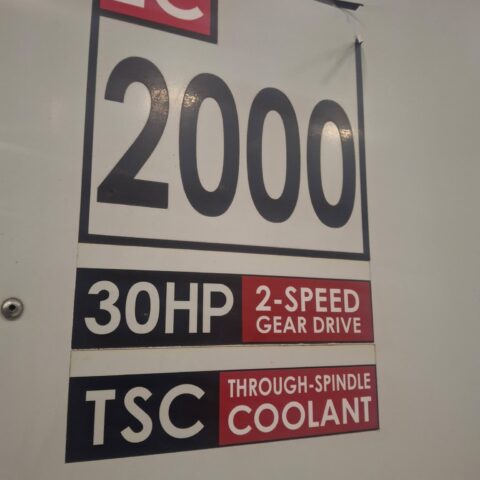 2000
30HP
2-SPEED
GEAR DRIVE
TSC
THROUGH-SPINDLE
COOLANT